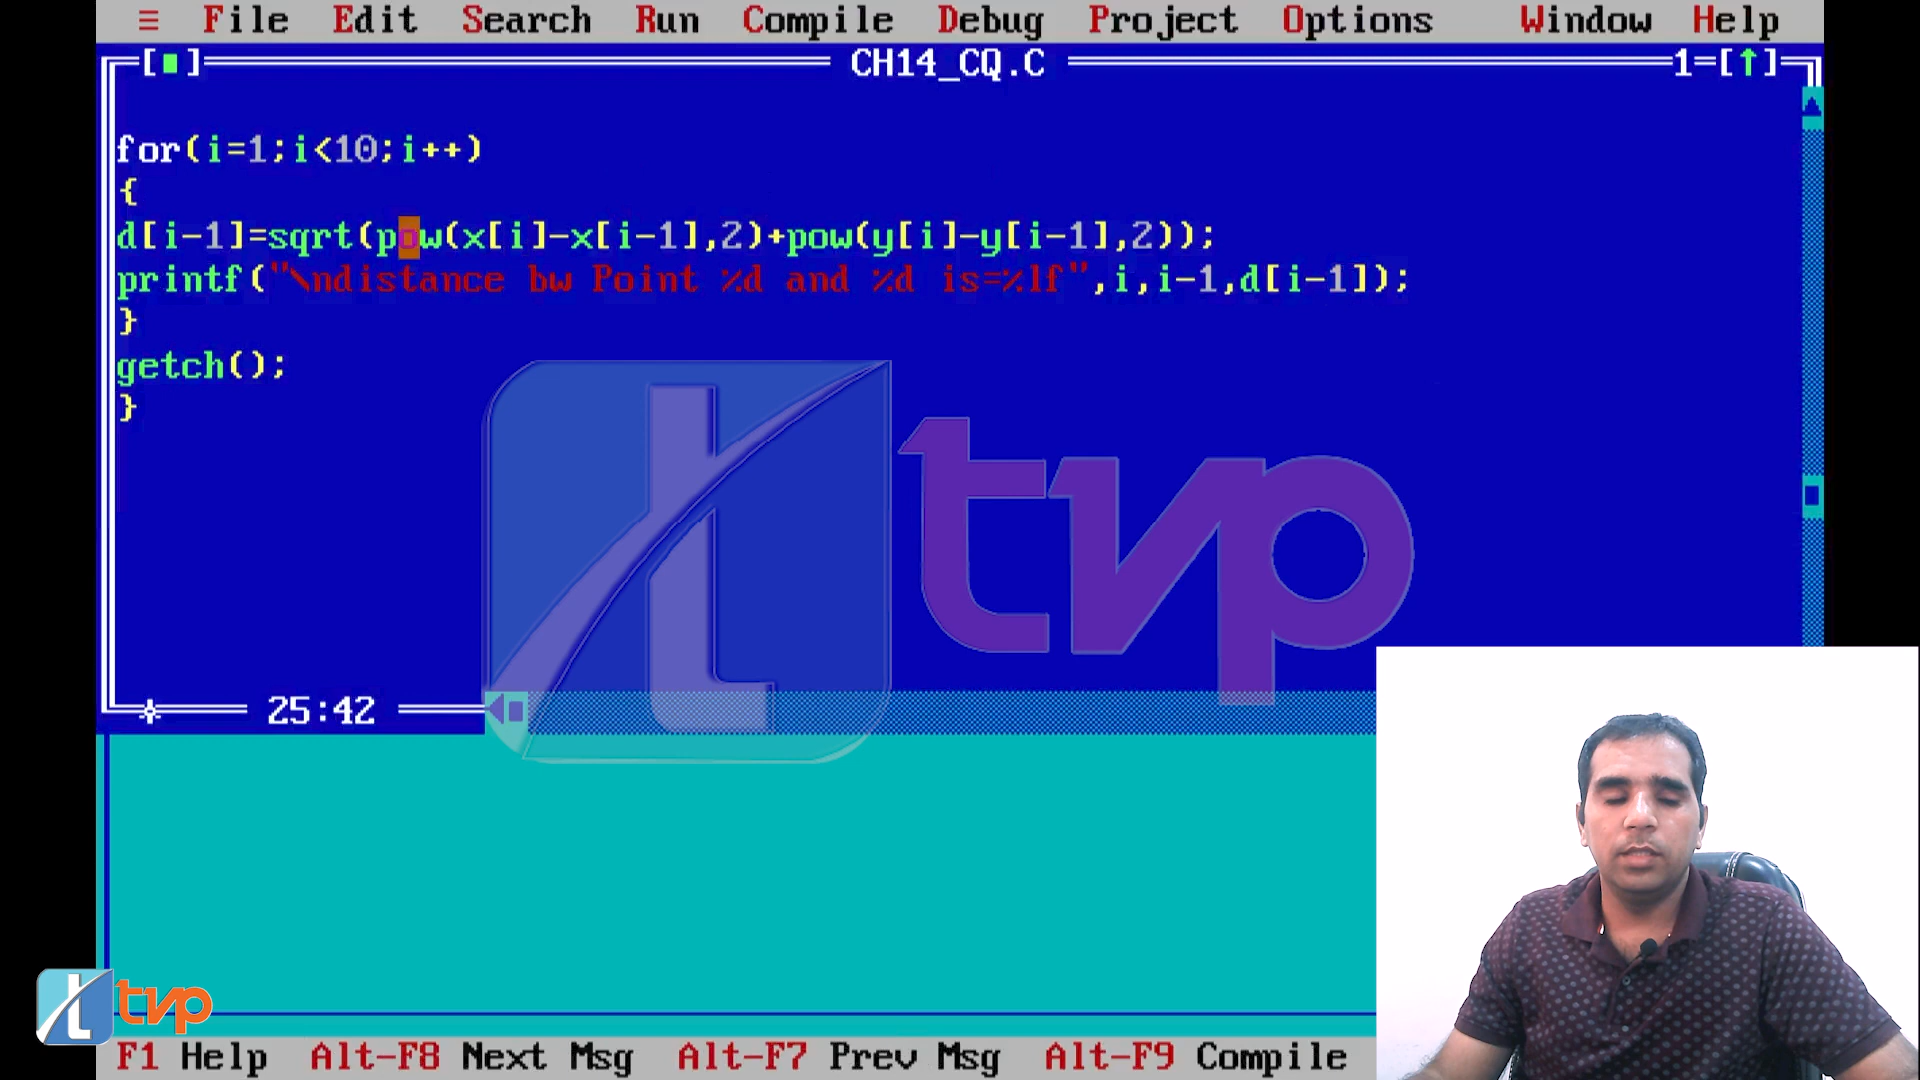 ≡ File Edit Search Run Compile Debug Project Options Window Help
[■] CH14_CQ.C 1=[↑]
for(i=1;i<10;i++)
{
d[i-1]=sqrt(pow(x[i]-x[i-1],2)+pow(y[i]-y[i-1],2));
printf("\ndistance bw Point %d and %d is=%lf",i,i-1,d[i-1]);
}
getch();
}
tvp
25:42
tvp
F1 Help Alt-F8 Next Msg Alt-F7 Prev Msg Alt-F9 Compile